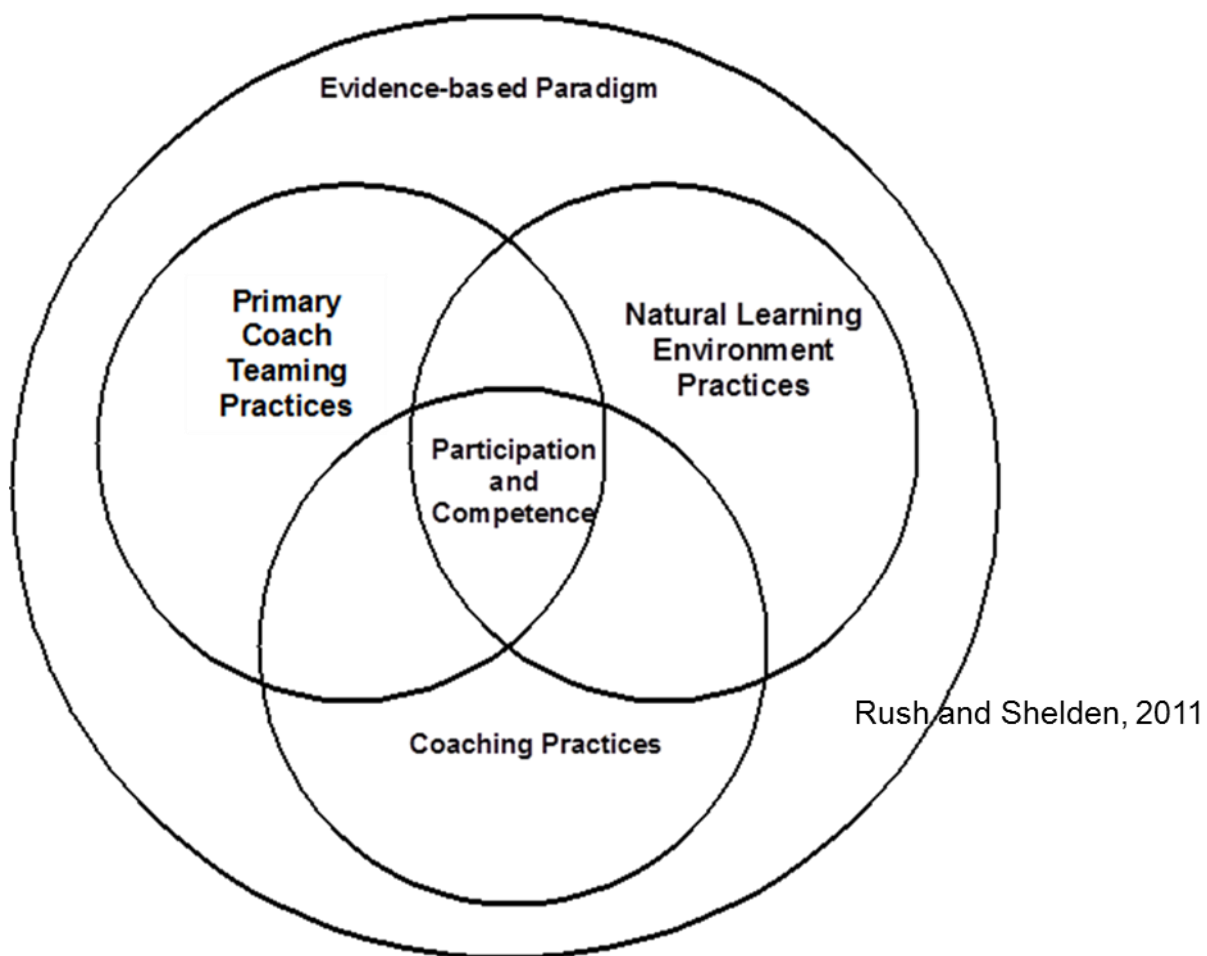 Evidence-based Paradigm
Primary
Coach
Teaming
Practices
Natural Learning
Environment
Practices
Participation
and
Competence
Rush and Shelden, 2011
Coaching Practices